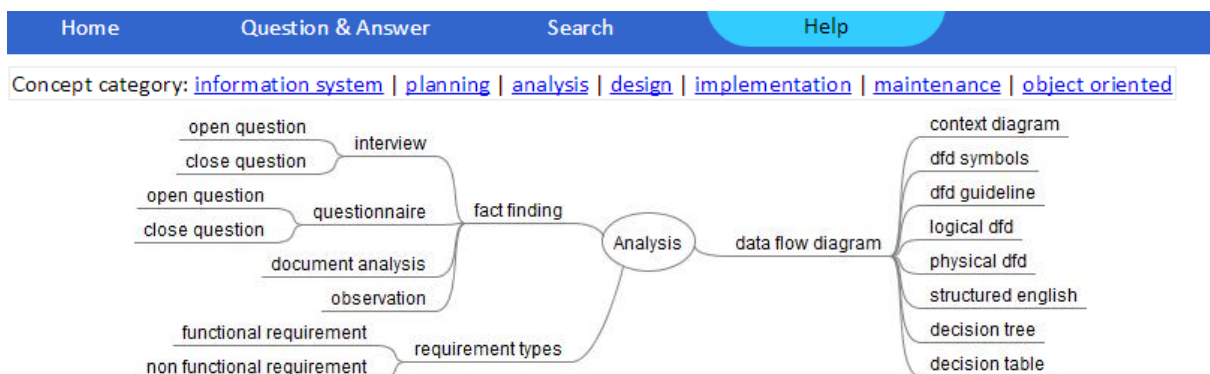 Home Question & Answer Search Help
Concept category: information system | planning | analysis | design | implementation | maintenance | object oriented
open question
close question
interview
open question
close question
questionnaire
document analysis
observation
fact finding
functional requirement
non functional requirement
requirement types
Analysis
data flow diagram
context diagram
dfd symbols
dfd guideline
logical dfd
physical dfd
structured english
decision tree
decision table